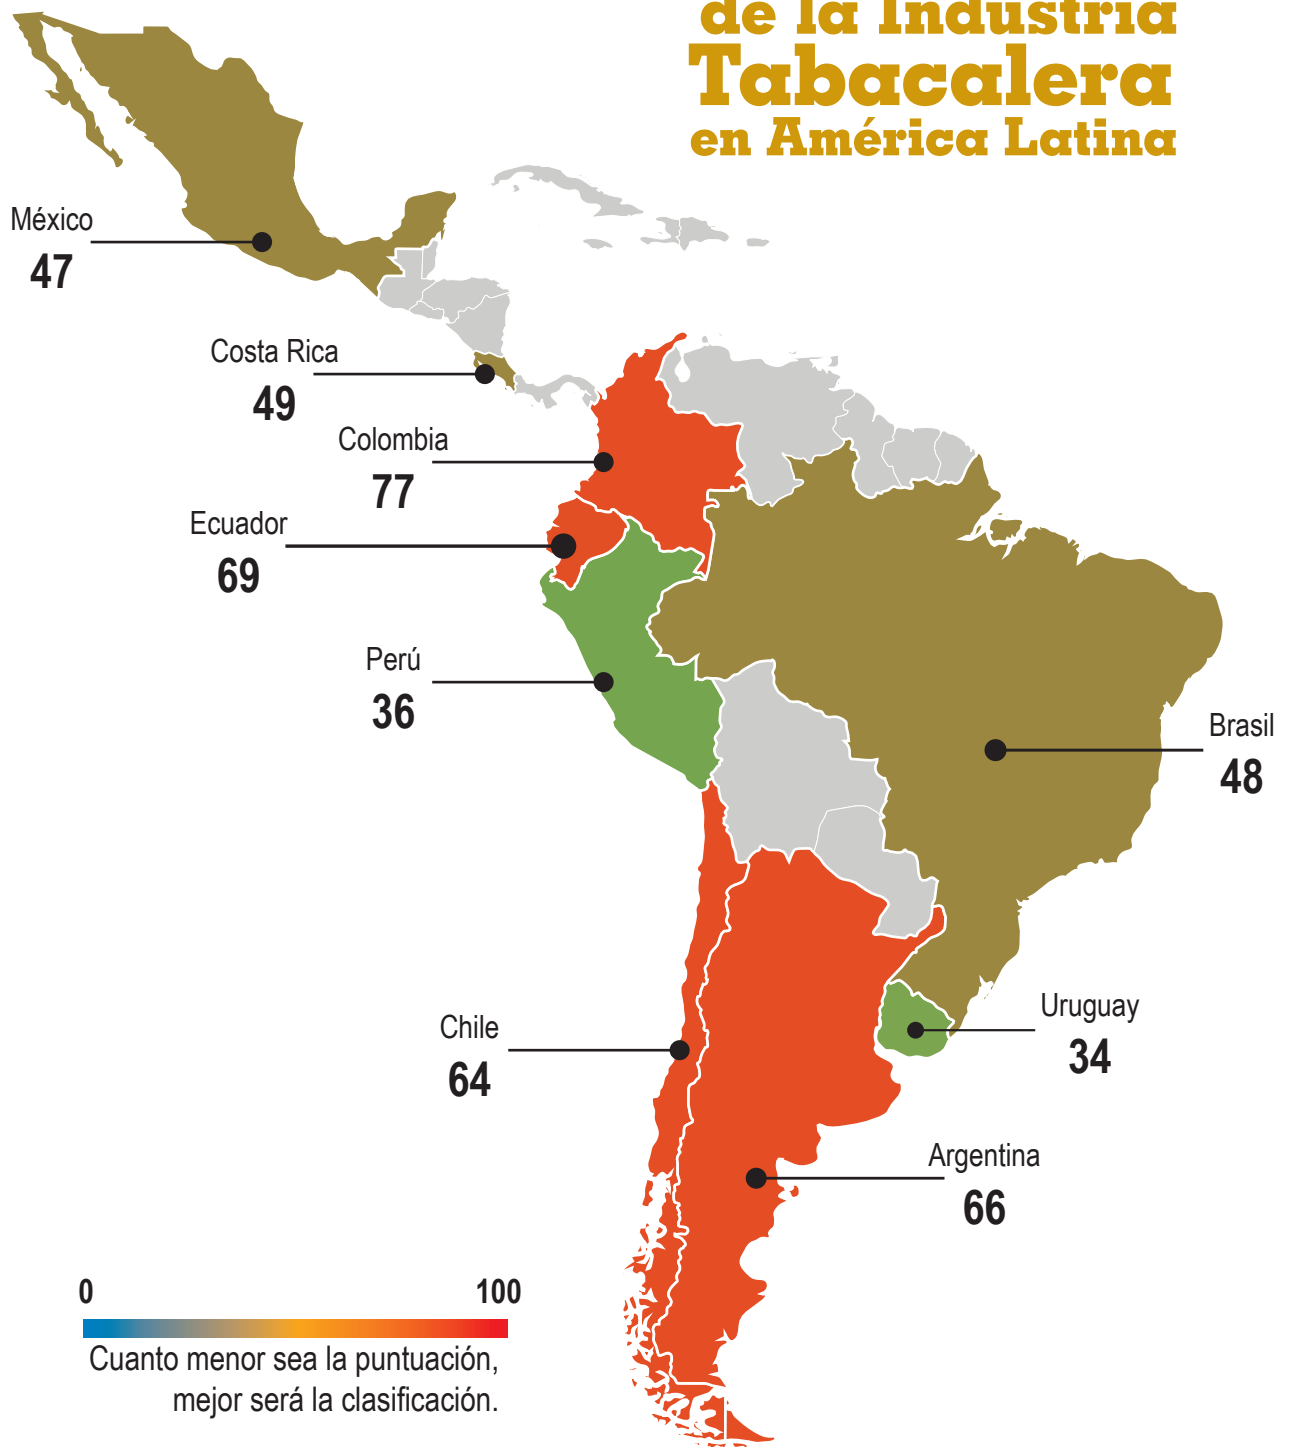 de la Industria
Tabacalera
en América Latina
México
47
Costa Rica
49
Colombia
77
Ecuador
69
Perú
36
Brasil
48
Uruguay
34
Chile
64
Argentina
66
0 100
Cuanto menor sea la puntuación,
mejor será la clasificación.